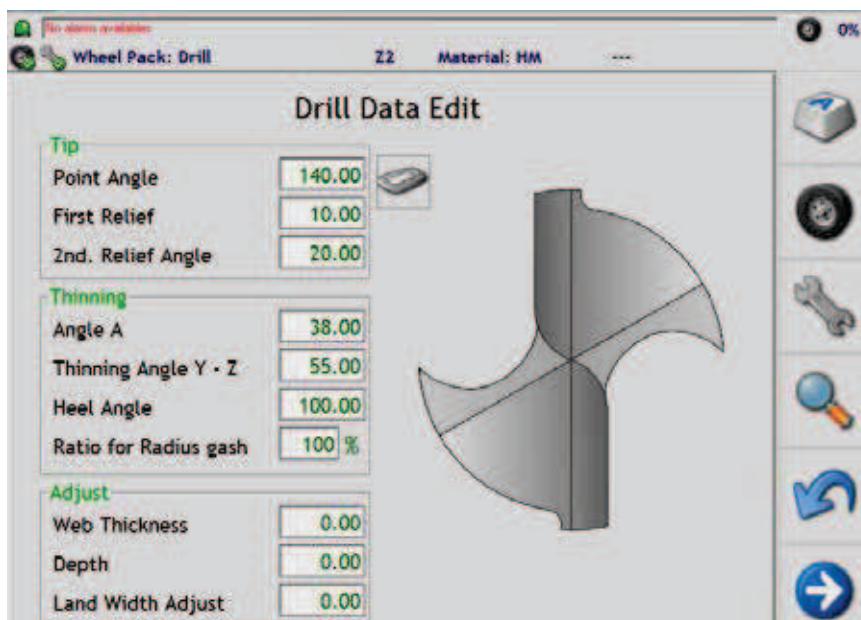 No alarms available
0%
Wheel Pack: Drill Z2 Material: HM ---
Drill Data Edit
Tip
Point Angle 140.00
First Relief 10.00
2nd. Relief Angle 20.00
Thinning
Angle A 38.00
Thinning Angle Y - Z 55.00
Heel Angle 100.00
Ratio for Radius gash 100 %
Adjust
Web Thickness 0.00
Depth 0.00
Land Width Adjust 0.00
A